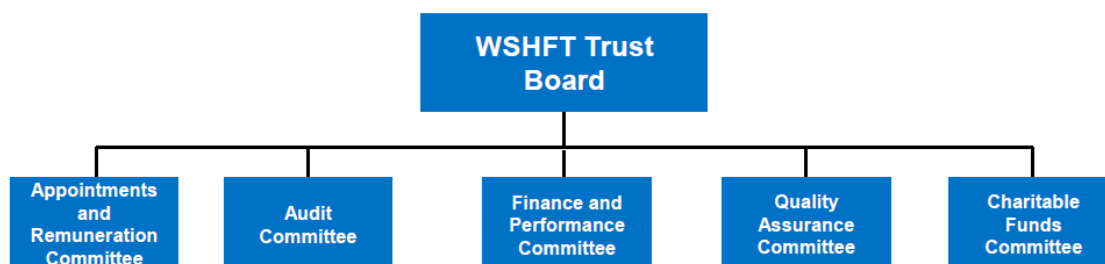 WSHFT Trust
Board
Appointments
and
Remuneration
Committee
Audit
Committee
Finance and
Performance
Committee
Quality
Assurance
Committee
Charitable
Funds
Committee